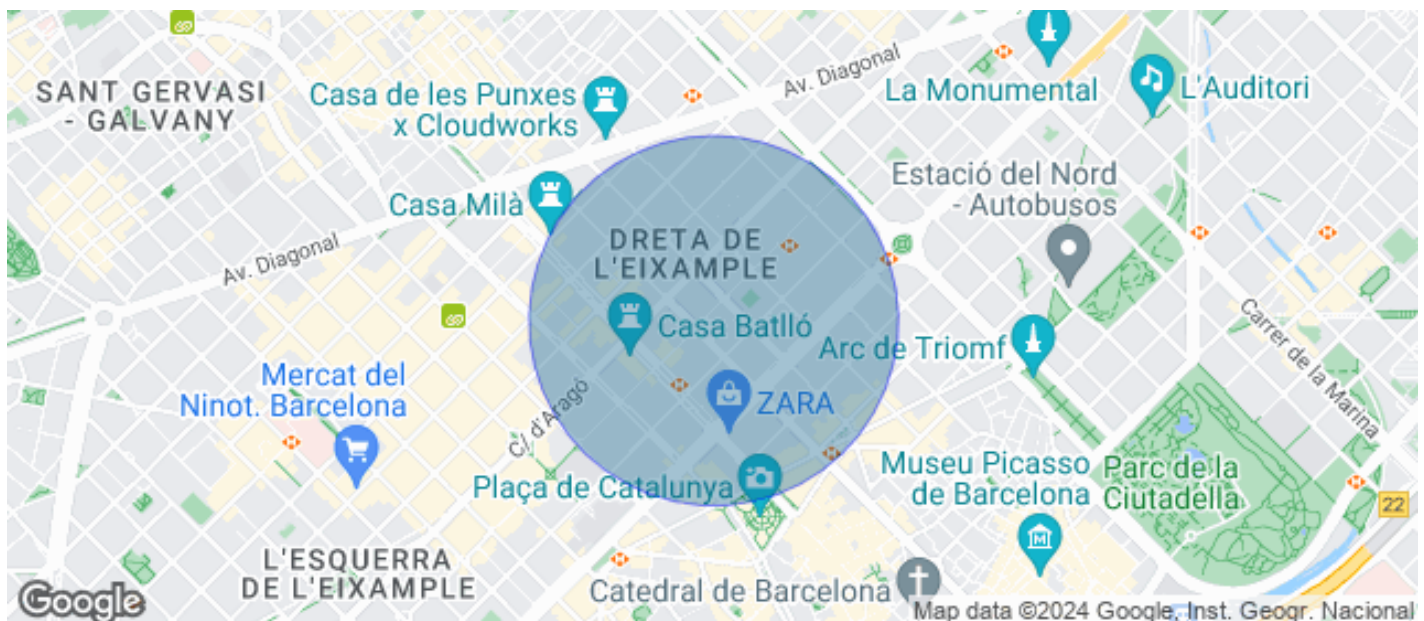 SANT GERVASI
- GALVANY
Casa de les Punxes
x Cloudworks
Av. Diagonal
La Monumental
L'Auditori
Casa Milà
Estació del Nord
- Autobusos
DRETA DE
L'EIXAMPLE
Av. Diagonal
Casa Batlló
Arc de Triomf
Carrer de la Marina
Mercat del
Ninot. Barcelona
C/ d'Aragó
ZARA
Plaça de Catalunya
Museu Picasso
de Barcelona
M
Parc de la
Ciutadella
22
L'ESQUERRA
DE L'EIXAMPLE
Catedral de Barcelona
Google
Map data ©2024 Google, Inst. Geogr. Nacional